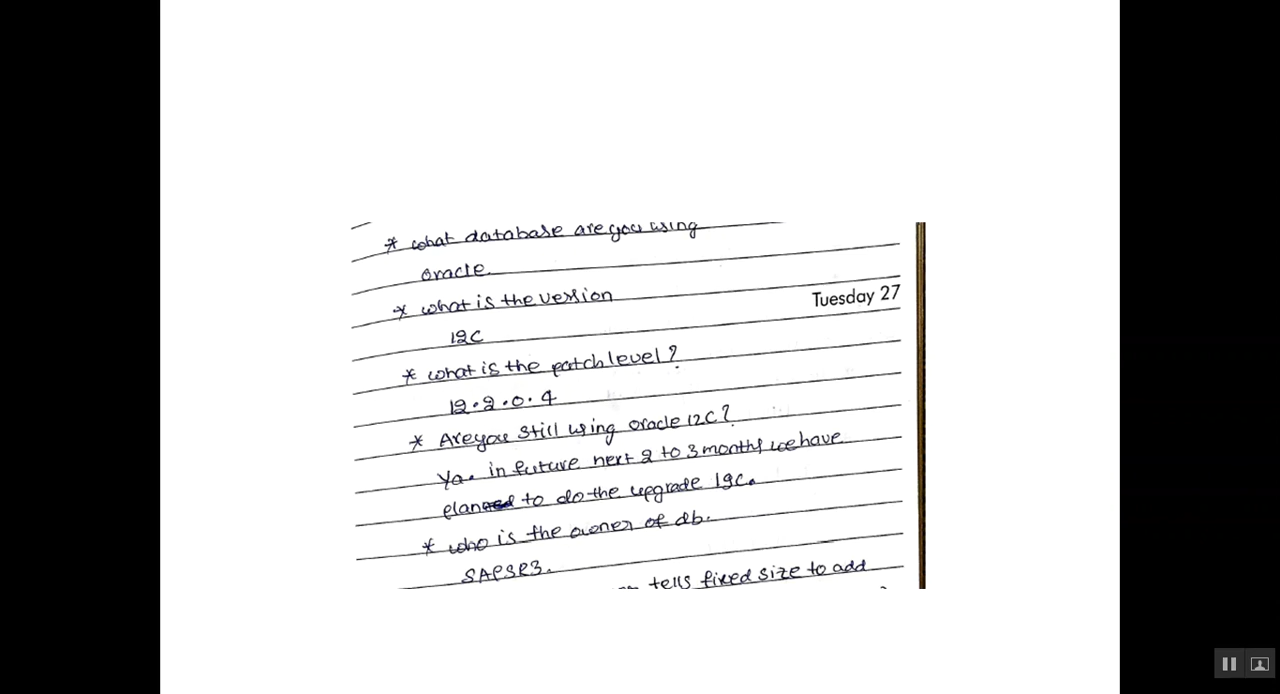 * what database are you using
oracle.
* what is the version
Tuesday 27
12C
* what is the patch level?
12.2.0.4
* Are you still using oracle 12C?
Ya. in future next 2 to 3 months we have
planned to do the upgrade 19c.
* who is the owner of db.
SAPSR3.
tells fixed size to add